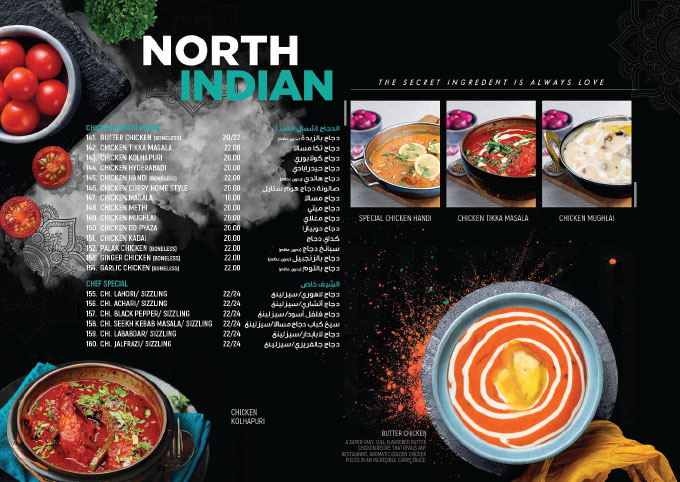 NORTH
INDIAN
THE SECRET INGREDENT IS ALWAYS LOVE
الدجاج (شمال الهند)
141. BUTTER CHICKEN (BONELESS) 20/22 دجاج بالزبدة (بدون عظم)
142. CHICKEN TIKKA MASALA 22.00 دجاج تكا مسالا
143. CHICKEN KOLHAPURI 20.00 دجاج كولابوري
144. CHICKEN HYDERABADI 20.00 دجاج حيدرابادي
145. CHICKEN HANDI (BONELESS) 22.00 دجاج هاندي (بدون عظم)
146. CHICKEN CURRY HOME STYLE 20.00 صالونة دجاج هوم ستايل
147. CHICKEN MASALA 18.00 دجاج مسالا
148. CHICKEN METHI 20.00 دجاج ميتي
149. CHICKEN MUGHLAI 20.00 دجاج مغلاي
150. CHICKEN DO PYAZA 20.00 دجاج دوبيازا
151. CHICKEN KADAI 20.00 كداي دجاج
152. PALAK CHICKEN (BONELESS) 22.00 سبانخ دجاج (بدون عظم)
153. GINGER CHICKEN (BONELESS) 22.00 دجاج بالزنجبيل (بدون عظم)
154. GARLIC CHICKEN (BONELESS) 22.00 دجاج بالثوم (بدون عظم)
CHEF SPECIAL الشيف خاص
155. CHI. LAHORI/ SIZZLING 22/24 دجاج لاهوري/سيزلينغ
156. CHI. ACHARI/ SIZZLING 22/24 دجاج أتشاري/سيزلينغ
157. CHI. BLACK PEPPER/ SIZZLING 22/24 دجاج فلفل أسود/سيزلينغ
158. CHI. SEEKH KEBAB MASALA/ SIZZLING 22/24 سيخ كباب دجاج مسالا/سيزلينغ
159. CHI. LABABDAR/ SIZZLING 22/24 دجاج لابابدار/سيزلينغ
160. CHI. JALFRAZI/ SIZZLING 22/24 دجاج جلفريزي/سيزلينغ
SPECIAL CHICKEN HANDI
CHICKEN TIKKA MASALA
CHICKEN MUGHLAI
CHICKEN
KOLHAPURI
BUTTER CHICKEN
A SUPER EASY, FULL FLAVOURED BUTTER
CHICKEN RECIPE THAT RIVALS ANY
RESTAURANT. AROMATIC GOLDEN CHICKEN
PIECES IN AN INCREDIBLE CURRY SAUCE.